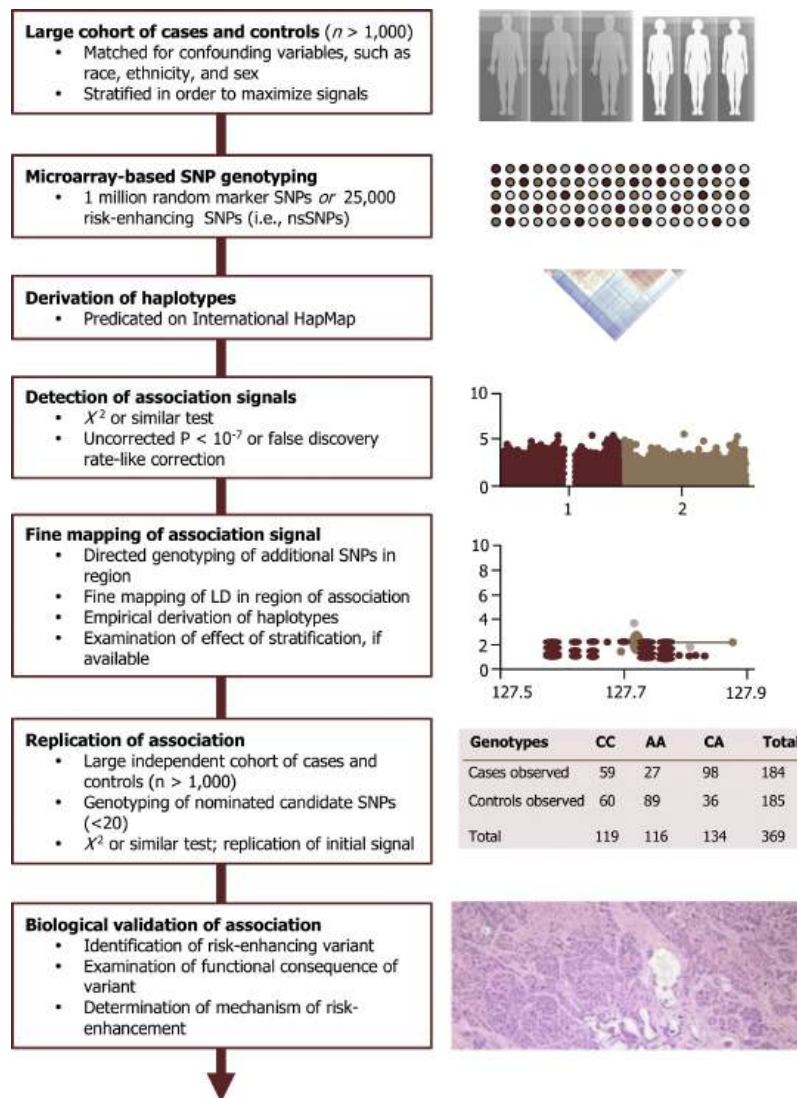 Large cohort of cases and controls (n > 1,000)
• Matched for confounding variables, such as
race, ethnicity, and sex
• Stratified in order to maximize signals
Microarray-based SNP genotyping
• 1 million random marker SNPs or 25,000
risk-enhancing SNPs (i.e., nsSNPs)
Derivation of haplotypes
• Predicated on International HapMap
Detection of association signals
• X² or similar test
• Uncorrected P < 10⁻⁷ or false discovery
rate-like correction
10
5
0
1 2
Fine mapping of association signal
• Directed genotyping of additional SNPs in
region
• Fine mapping of LD in region of association
• Empirical derivation of haplotypes
• Examination of effect of stratification, if
available
10
8
6
4
2
0
127.5 127.7 127.9
Replication of association
• Large independent cohort of cases and
controls (n > 1,000)
• Genotyping of nominated candidate SNPs
(<20)
• X² or similar test; replication of initial signal
Genotypes CC AA CA Total
Cases observed 59 27 98 184
Controls observed 60 89 36 185
Total 119 116 134 369
Biological validation of association
• Identification of risk-enhancing variant
• Examination of functional consequence of
variant
• Determination of mechanism of risk-
enhancement